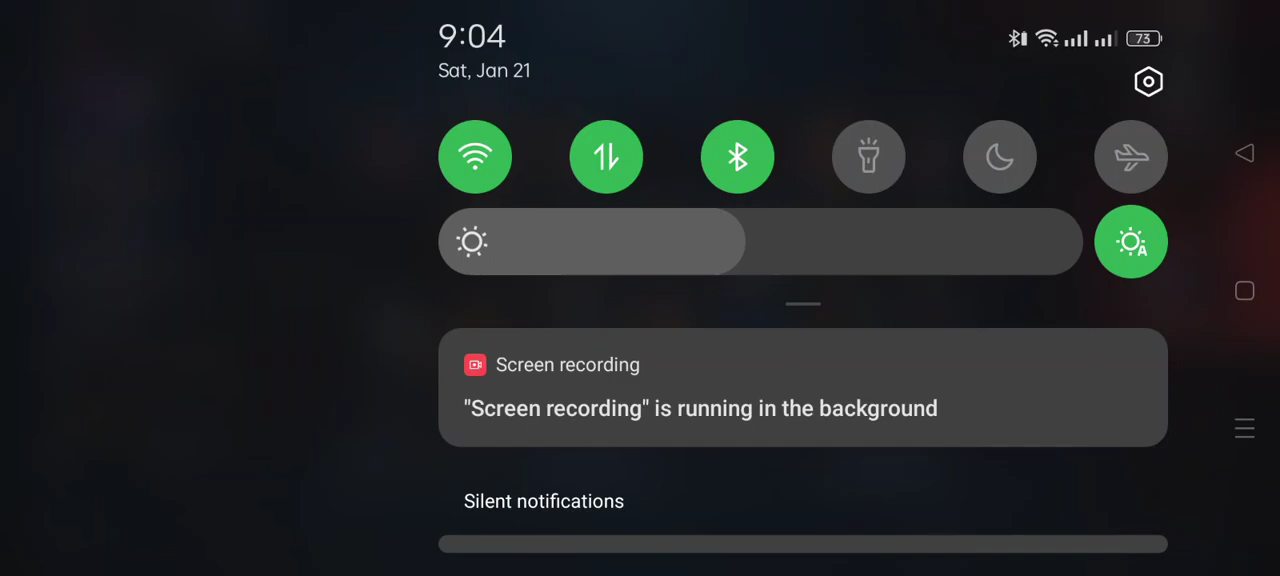 9:04
73
Sat, Jan 21
A
Screen recording
"Screen recording" is running in the background
Silent notifications